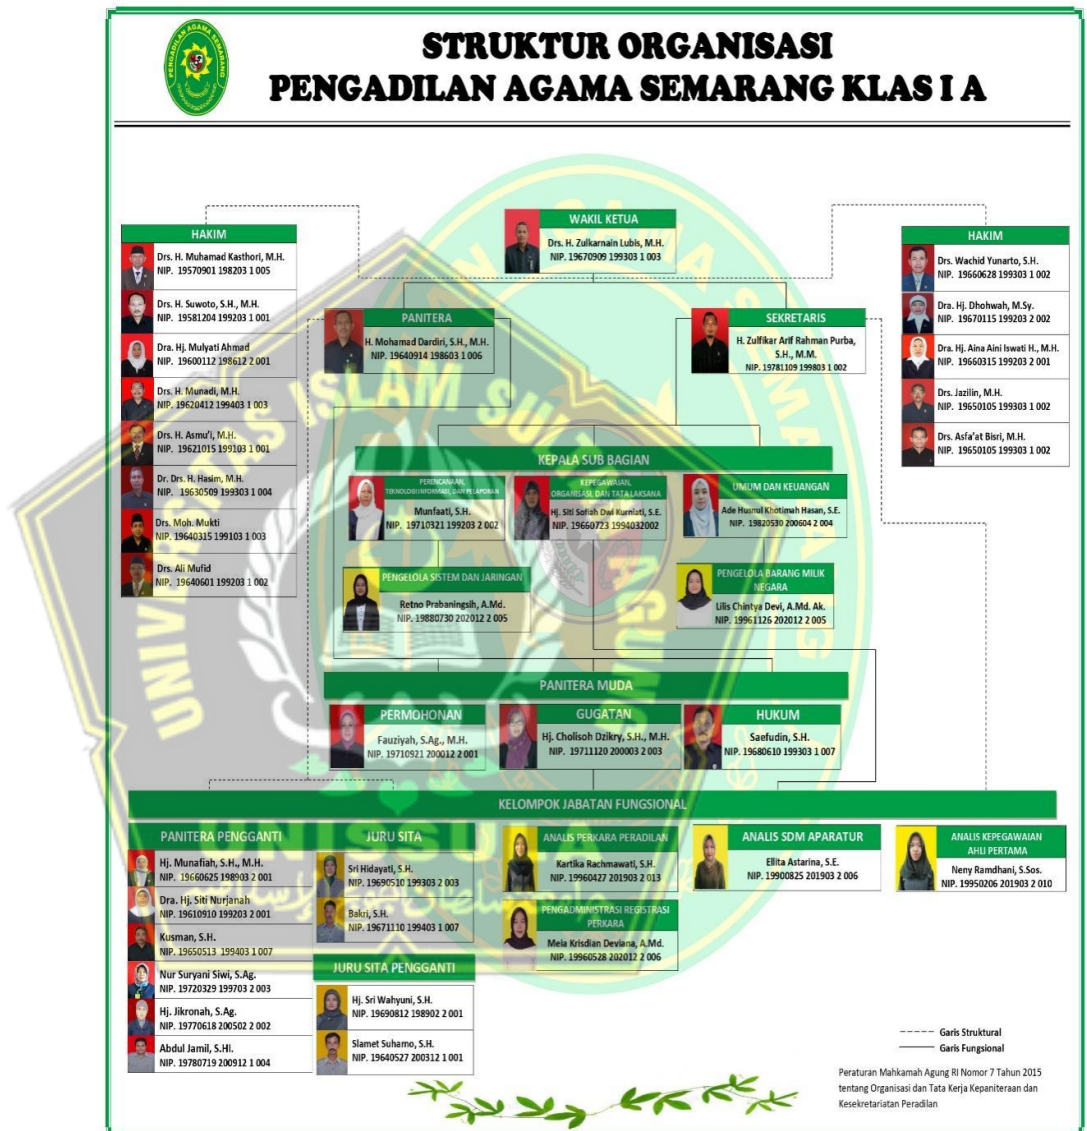 PENGADILAN AGAMA SEMARANG
STRUKTUR ORGANISASI
PENGADILAN AGAMA SEMARANG KLAS I A
WAKIL KETUA
Drs. H. Zulkarnain Lubis, M.H.
NIP. 19670909 199303 1 003
HAKIM
Drs. H. Muhamad Kasthori, M.H.
NIP. 19570901 198203 1 005
Drs. H. Suwoto, S.H., M.H.
NIP. 19581204 199203 1 001
Dra. Hj. Mulyati Ahmad
NIP. 19600112 198612 2 001
Drs. H. Munadi, M.H.
NIP. 19620412 199403 1 003
Drs. H. Asmu'i, M.H.
NIP. 19621015 199103 1 001
Dr. Drs. H. Hasim, M.H.
NIP. 19630509 199303 1 004
Drs. Moh. Mukti
NIP. 19640315 199103 1 003
Drs. Ali Mufid
NIP. 19640601 199203 1 002
HAKIM
Drs. Wachid Yunarto, S.H.
NIP. 19660628 199303 1 002
Dra. Hj. Dhohwah, M.Sy.
NIP. 19670115 199203 2 002
Dra. Hj. Aina Aini Iswati H., M.H.
NIP. 19660315 199203 2 001
Drs. Jazilin, M.H.
NIP. 19650105 199303 1 002
Drs. Asfa'at Bisri, M.H.
NIP. 19650105 199303 1 002
PANITERA
H. Mohamad Dardiri, S.H., M.H.
NIP. 19640914 198603 1 006
SEKRETARIS
H. Zulfikar Arif Rahman Purba,
S.H., M.M.
NIP. 19781109 199803 1 002
KEPALA SUB BAGIAN
PERENCANAAN,
TEKNOLOGI INFORMASI, DAN PELAPORAN
Munfaati, S.H.
NIP. 19710321 199203 2 002
KEPEGAWAIAN,
ORGANISASI, DAN TATA LAKSANA
Hj. Siti Sofiah Dwi Kurniati, S.E.
NIP. 19660723 1994032002
UMUM DAN KEUANGAN
Ade Husnul Khotimah Hasan, S.E.
NIP. 19820530 200604 2 004
PENGELOLA SISTEM DAN JARINGAN
Retno Prabaningsih, A.Md.
NIP. 19880730 202012 2 005
PENGELOLA BARANG MILIK
NEGARA
Lilis Chintya Devi, A.Md. Ak.
NIP. 19961126 202012 2 005
PANITERA MUDA
PERMOHONAN
Fauziyah, S.Ag., M.H.
NIP. 19710921 200012 2 001
GUGATAN
Hj. Cholisoh Dzikry, S.H., M.H.
NIP. 19711120 200003 2 003
HUKUM
Saefudin, S.H.
NIP. 19680610 199303 1 007
KELOMPOK JABATAN FUNGSIONAL
PANITERA PENGGANTI
Hj. Munafiah, S.H., M.H.
NIP. 19660625 198903 2 001
Dra. Hj. Siti Nurjanah
NIP. 19610910 199203 2 001
Kusman, S.H.
NIP. 19650513 199403 1 007
Nur Suryani Siwi, S.Ag.
NIP. 19720329 199703 2 003
Hj. Jikronah, S.Ag.
NIP. 19770618 200502 2 002
Abdul Jamil, S.HI.
NIP. 19780719 200912 1 004
JURU SITA
Sri Hidayati, S.H.
NIP. 19690510 199303 2 003
Bakri, S.H.
NIP. 19671110 199403 1 007
JURU SITA PENGGANTI
Hj. Sri Wahyuni, S.H.
NIP. 19690812 198902 2 001
Slamet Suharno, S.H.
NIP. 19640527 200312 1 001
ANALIS PERKARA PERADILAN
Kartika Rachmawati, S.H.
NIP. 19960427 201903 2 013
PENGADMINISTRASI REGISTRASI
PERKARA
Meia Krisdian Deviana, A.Md.
NIP. 19960528 202012 2 006
ANALIS SDM APARATUR
Ellita Astarina, S.E.
NIP. 19900825 201903 2 006
ANALIS KEPEGAWAIAN
AHLI PERTAMA
Neny Ramdhani, S.Sos.
NIP. 19950206 201903 2 010
Garis Struktural
Garis Fungsional
Peraturan Mahkamah Agung RI Nomor 7 Tahun 2015
tentang Organisasi dan Tata Kerja Kepaniteraan dan
Kesekretariatan Peradilan
UNIVERSITAS ISLAM SULTAN AGUNG
UNISSULA